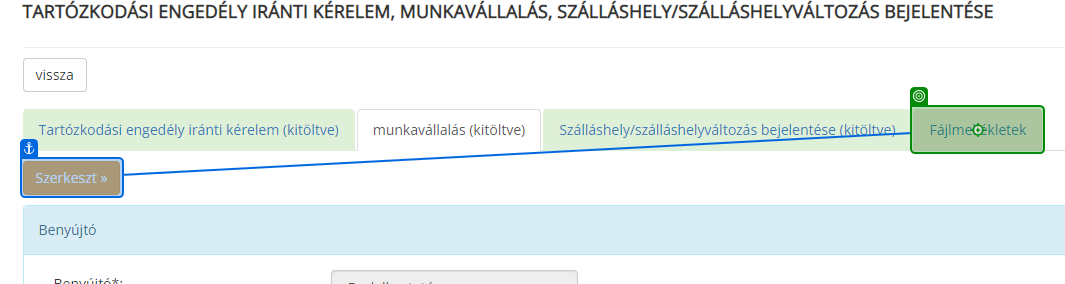 TARTÓZKODÁSI ENGEDÉLY IRÁNTI KÉRELEM, MUNKAVÁLLALÁS, SZÁLLÁSHELY/SZÁLLÁSHELYVÁLTOZÁS BEJELENTÉSE
vissza
Tartózkodási engedély iránti kérelem (kitöltve) munkavállalás (kitöltve) Szálláshely/szálláshelyváltozás bejelentése (kitöltve) Fájlmellékletek
Szerkeszt »
Benyújtó
Benyújtó*: